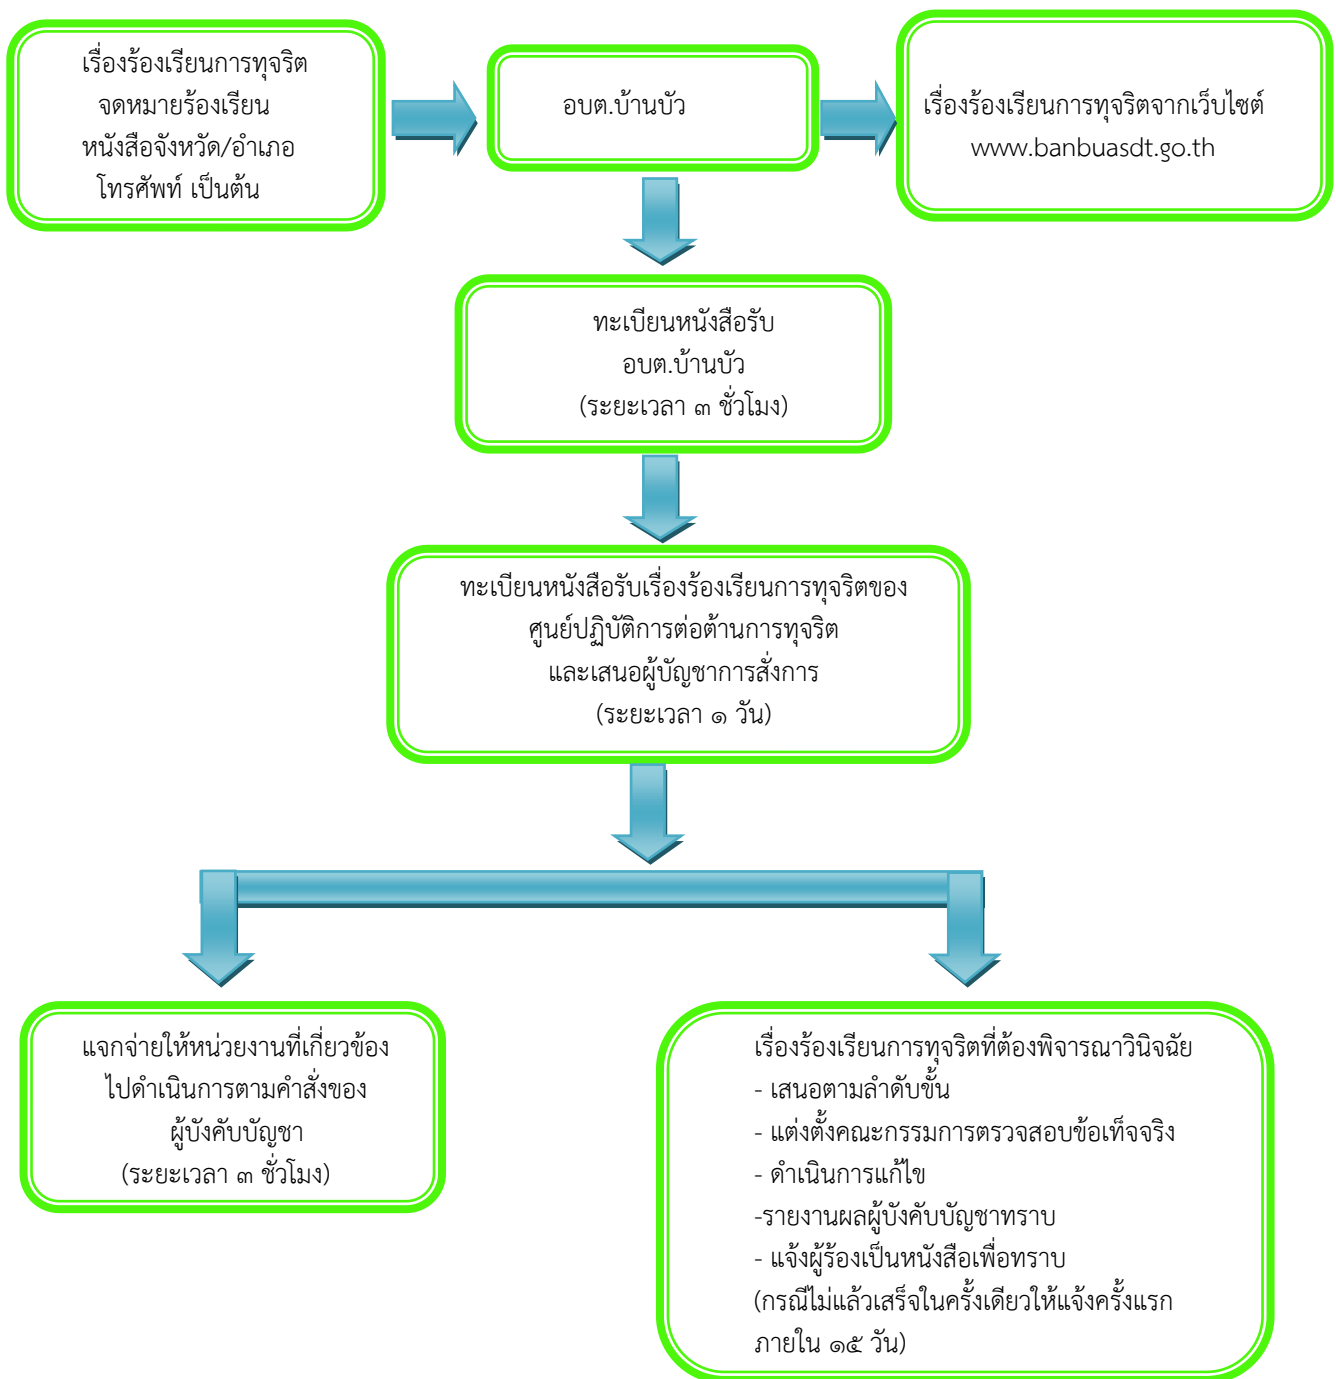 เรื่องร้องเรียนการทุจริต
จดหมายร้องเรียน
หนังสือจังหวัด/อำเภอ
โทรศัพท์ เป็นต้น
อบต.บ้านบัว
เรื่องร้องเรียนการทุจริตจากเว็บไซต์
www.banbuasdt.go.th
ทะเบียนหนังสือรับ
อบต.บ้านบัว
(ระยะเวลา ๓ ชั่วโมง)
ทะเบียนหนังสือรับเรื่องร้องเรียนการทุจริตของ
ศูนย์ปฏิบัติการต่อต้านการทุจริต
และเสนอผู้บัญชาการสั่งการ
(ระยะเวลา ๑ วัน)
แจกจ่ายให้หน่วยงานที่เกี่ยวข้อง
ไปดำเนินการตามคำสั่งของ
ผู้บังคับบัญชา
(ระยะเวลา ๓ ชั่วโมง)
เรื่องร้องเรียนการทุจริตที่ต้องพิจารณาวินิจฉัย
- เสนอตามลำดับขั้น
- แต่งตั้งคณะกรรมการตรวจสอบข้อเท็จจริง
- ดำเนินการแก้ไข
-รายงานผลผู้บังคับบัญชาทราบ
- แจ้งผู้ร้องเป็นหนังสือเพื่อทราบ
(กรณีไม่แล้วเสร็จในครั้งเดียวให้แจ้งครั้งแรก
ภายใน ๑๕ วัน)